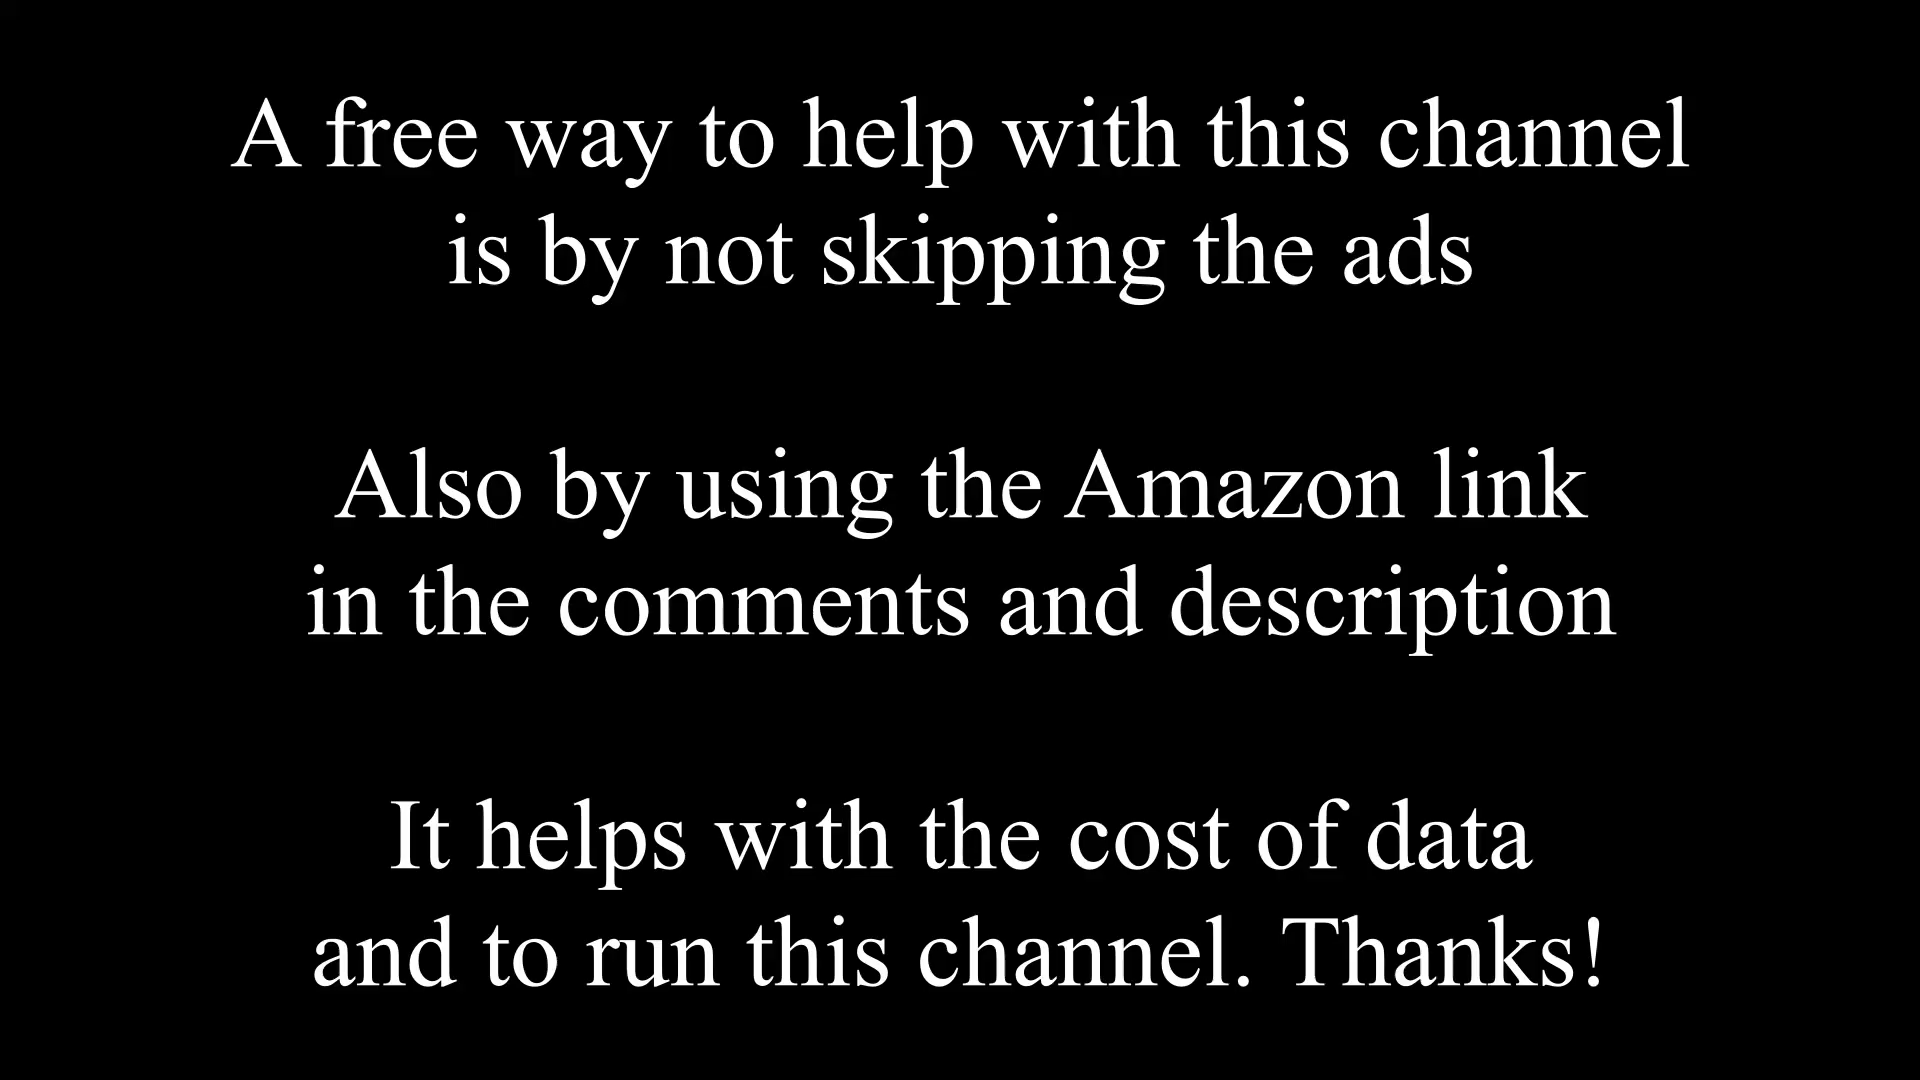 A free way to help with this channel
is by not skipping the ads
Also by using the Amazon link
in the comments and description
It helps with the cost of data
and to run this channel. Thanks!